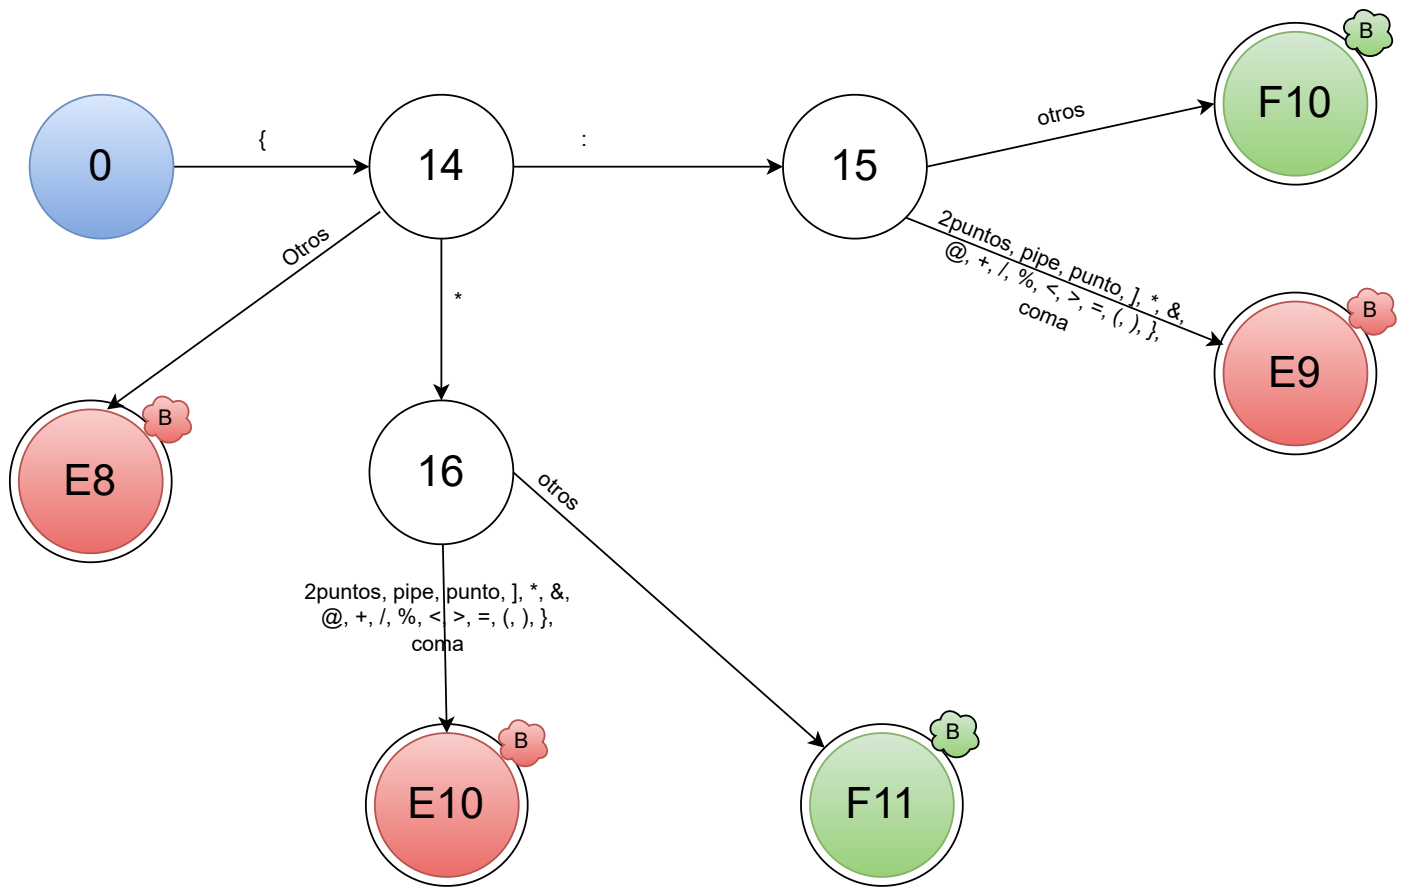 B
F10
0
{
14
:
15
otros
Otros
*
2puntos, pipe, punto, ], *, &,
@, +, /, %, <, >, =, (, ), },
coma
B
E9
B
E8
16
otros
2puntos, pipe, punto, ], *, &,
@, +, /, %, <, >, =, (, ), },
coma
B
E10
B
F11